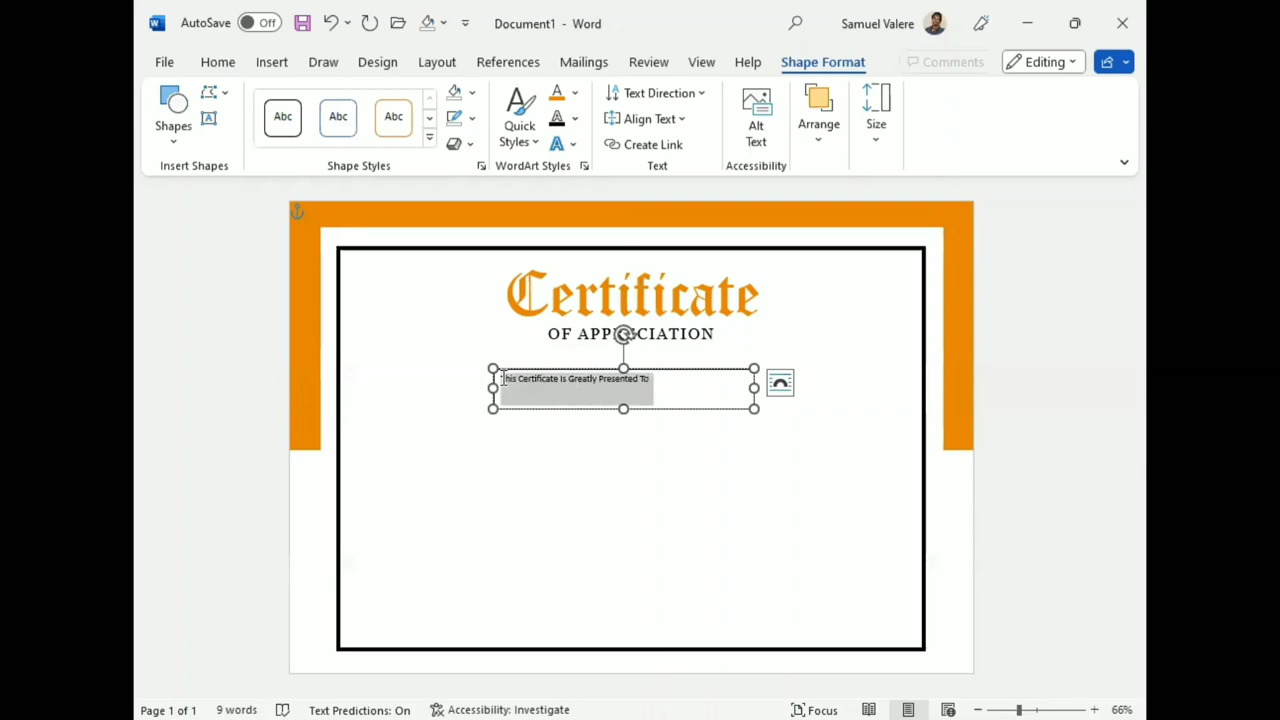 AutoSave Off Document1 - Word Samuel Valere
File Home Insert Draw Design Layout References Mailings Review View Help Shape Format Comments Editing
Shapes
Abc Abc Abc
Quick
Styles
Text Direction
Align Text
Create Link
Alt
Text
Arrange
Size
Insert Shapes Shape Styles WordArt Styles Text Accessibility
Certificate
OF APPRECIATION
This Certificate Is Greatly Presented To
Page 1 of 1 9 words Text Predictions: On Accessibility: Investigate Focus 66%